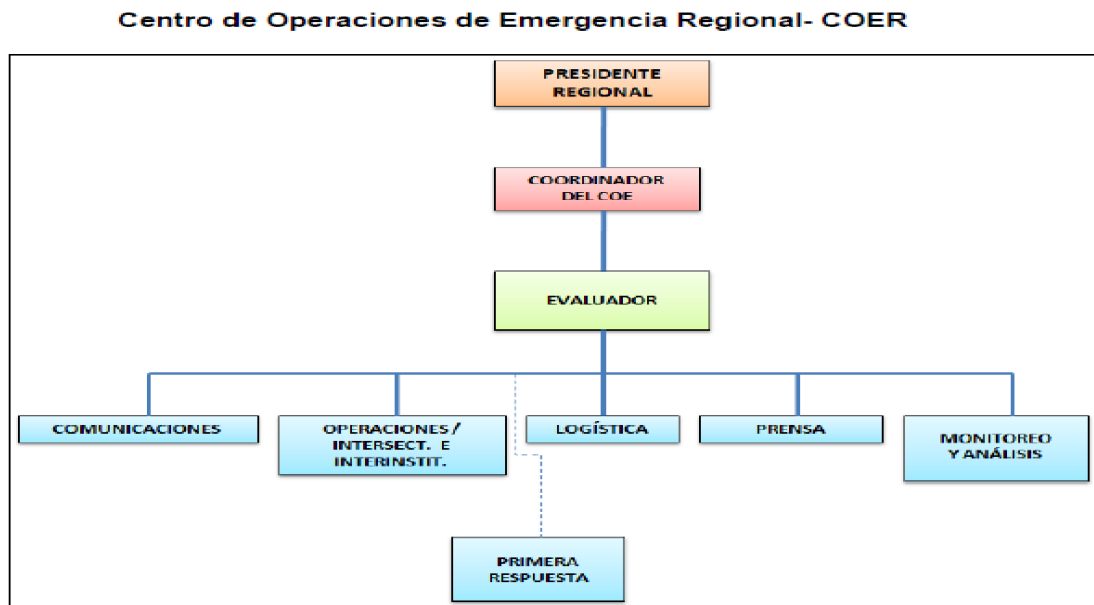 Centro de Operaciones de Emergencia Regional- COER
PRESIDENTE
REGIONAL
COORDINADOR
DEL COE
EVALUADOR
COMUNICACIONES
OPERACIONES /
INTERSECT. E
INTERINSTIT.
LOGÍSTICA
PRENSA
MONITOREO
Y ANÁLISIS
PRIMERA
RESPUESTA